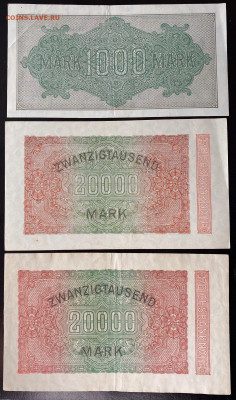 COINS.LAVE.RU
MARK 1000 MARK
ZWANZIGTAUSEND
20000
MARK
ZWANZIGTAUSEND
20000
MARK